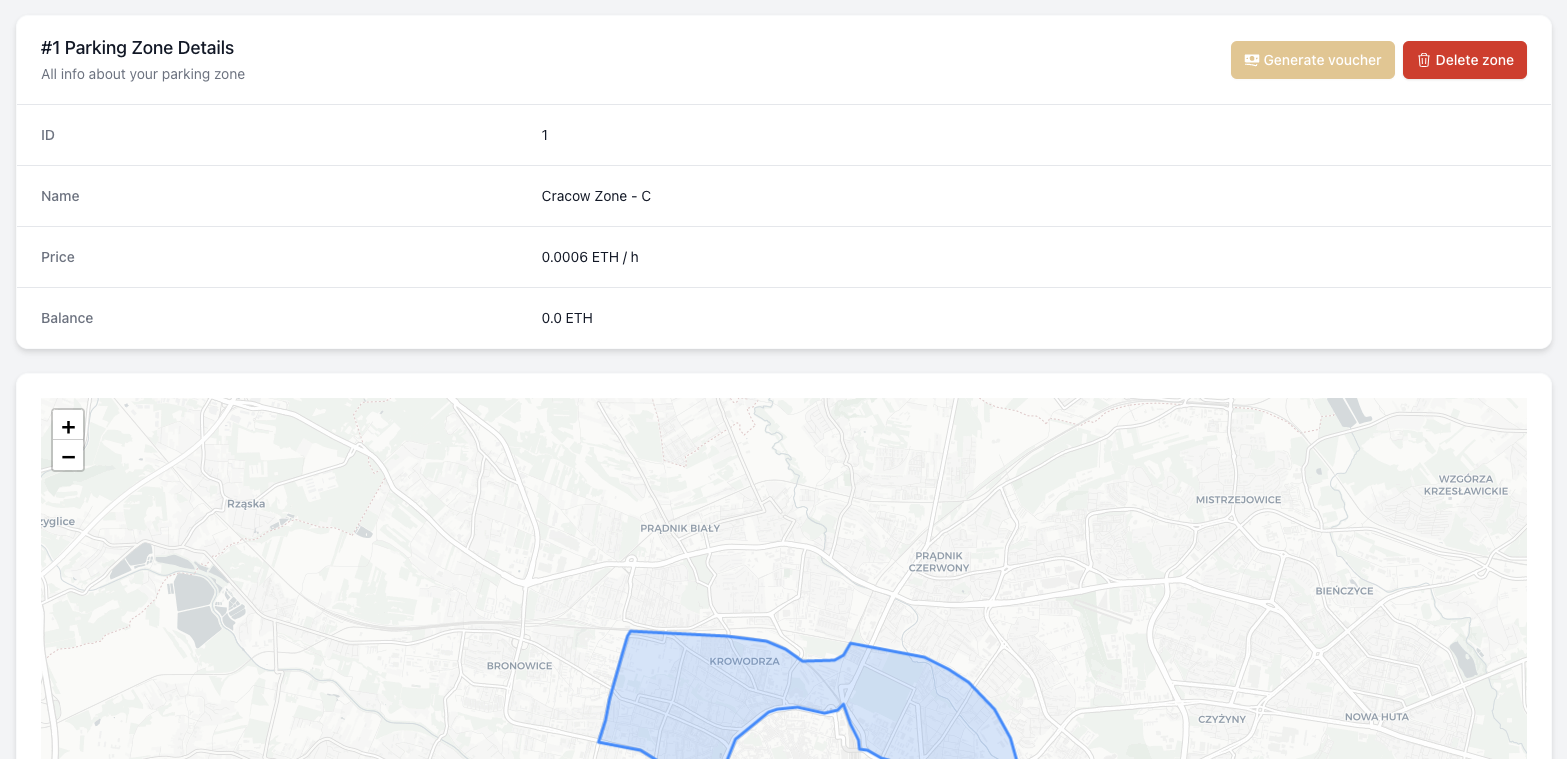 #1 Parking Zone Details
All info about your parking zone
Generate voucher
Delete zone
ID
1
Name
Cracow Zone - C
Price
0.0006 ETH / h
Balance
0.0 ETH
+
−
WZGÓRZA
KRZESŁAWICKIE
MISTRZEJOWICE
Rząska
zyglice
PRĄDNIK BIAŁY
PRĄDNIK
CZERWONY
BIEŃCZYCE
KROWODRZA
BRONOWICE
CZYŻYNY
NOWA HUTA